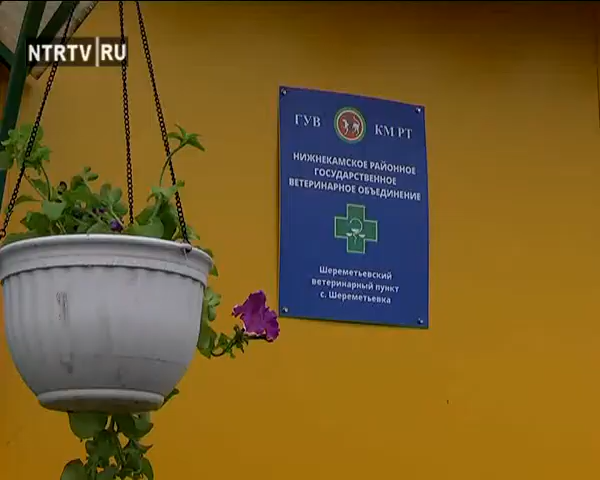 NTRTV|RU
ГУВ КМ РТ
НИЖНЕКАМСКОЕ РАЙОННОЕ
ГОСУДАРСТВЕННОЕ
ВЕТЕРИНАРНОЕ ОБЪЕДИНЕНИЕ
Шереметьевский
ветеринарный пункт
с. Шереметьевка